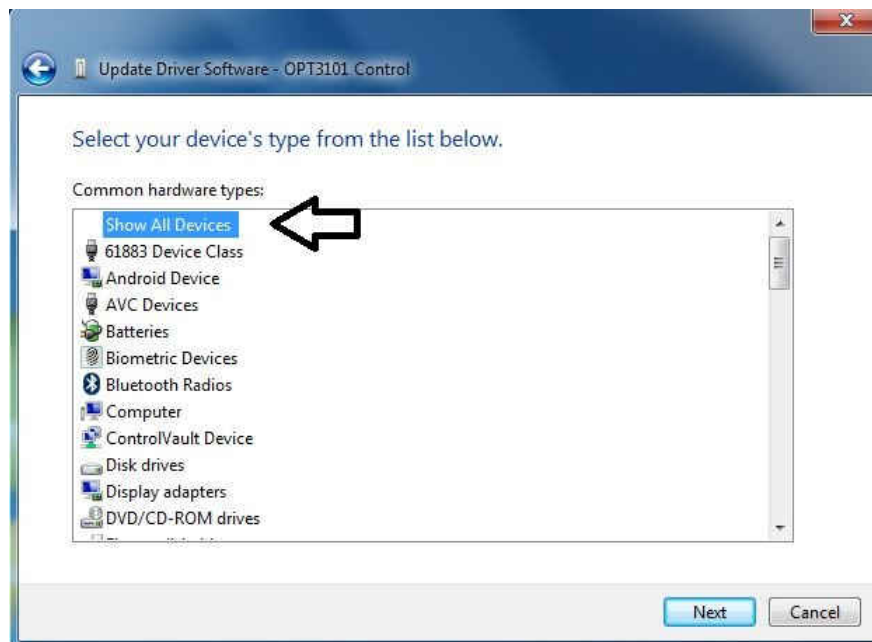 Update Driver Software - OPT3101 Control
Select your device's type from the list below.
Common hardware types:
Show All Devices
61883 Device Class
Android Device
AVC Devices
Batteries
Biometric Devices
Bluetooth Radios
Computer
ControlVault Device
Disk drives
Display adapters
DVD/CD-ROM drives
Next
Cancel